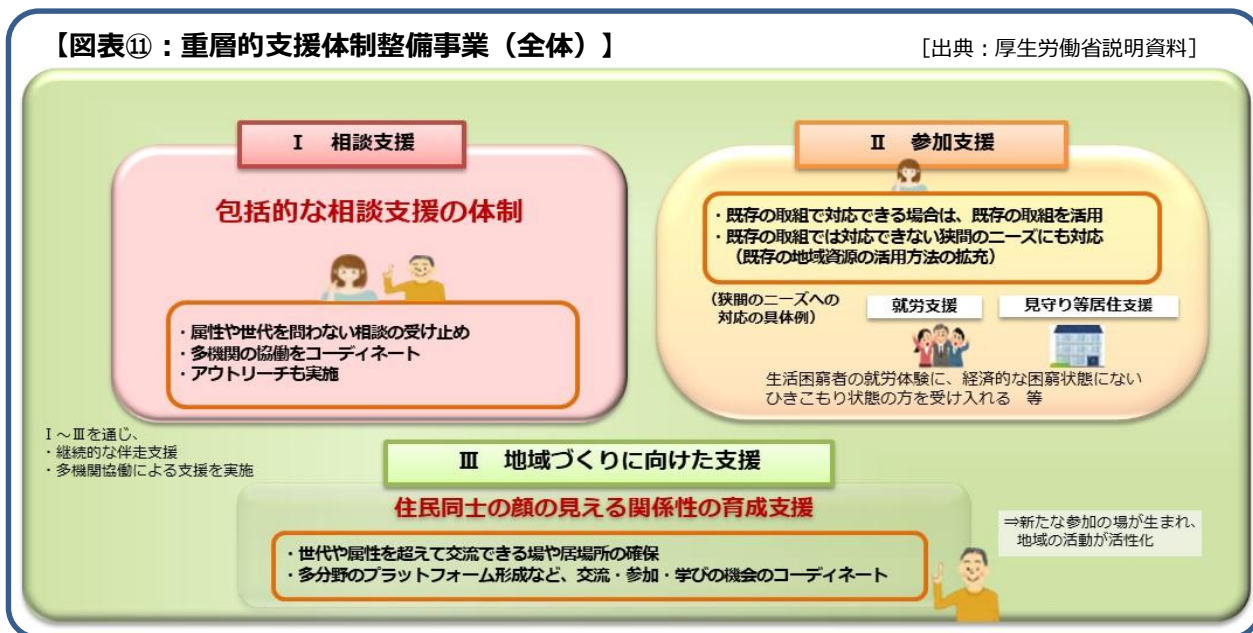 【図表⑪：重層的支援体制整備事業（全体）】
［出典：厚生労働省説明資料］
Ⅰ　相談支援
包括的な相談支援の体制
・属性や世代を問わない相談の受け止め
・多機関の協働をコーディネート
・アウトリーチも実施
Ⅱ　参加支援
・既存の取組で対応できる場合は、既存の取組を活用
・既存の取組では対応できない狭間のニーズにも対応
（既存の地域資源の活用方法の拡充）
（狭間のニーズへの
対応の具体例）
就労支援
見守り等居住支援
生活困窮者の就労体験に、経済的な困窮状態にない
ひきこもり状態の方を受け入れる　等
Ⅰ～Ⅲを通じ、
・継続的な伴走支援
・多機関協働による支援を実施
Ⅲ　地域づくりに向けた支援
住民同士の顔の見える関係性の育成支援
・世代や属性を超えて交流できる場や居場所の確保
・多分野のプラットフォーム形成など、交流・参加・学びの機会のコーディネート
⇒新たな参加の場が生まれ、
地域の活動が活性化